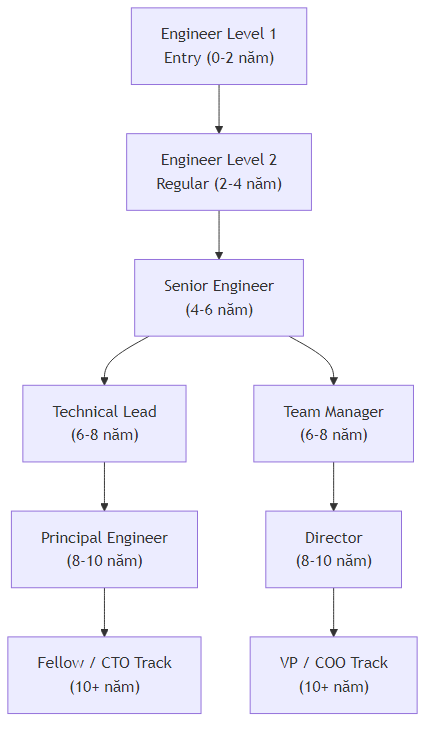 Engineer Level 1
Entry (0-2 năm)
Engineer Level 2
Regular (2-4 năm)
Senior Engineer
(4-6 năm)
Technical Lead
(6-8 năm)
Team Manager
(6-8 năm)
Principal Engineer
(8-10 năm)
Director
(8-10 năm)
Fellow / CTO Track
(10+ năm)
VP / COO Track
(10+ năm)